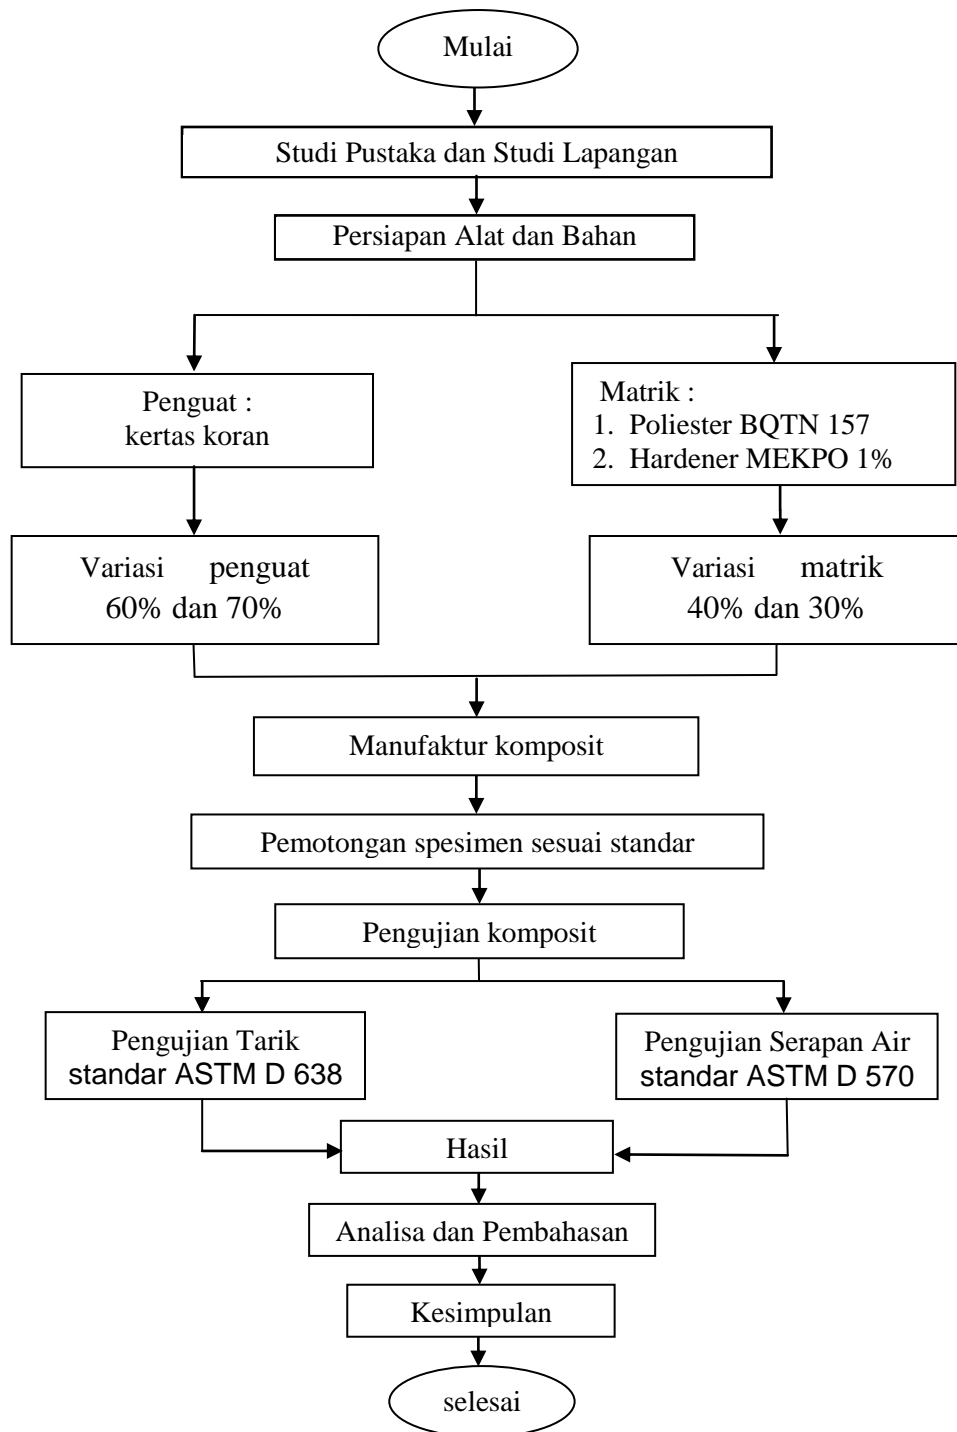 Mulai
Studi Pustaka dan Studi Lapangan
Persiapan Alat dan Bahan
Penguat :
kertas koran
Matrik :
1. Poliester BQTN 157
2. Hardener MEKPO 1%
Variasi penguat
60% dan 70%
Variasi matrik
40% dan 30%
Manufaktur komposit
Pemotongan spesimen sesuai standar
Pengujian komposit
Pengujian Tarik
standar ASTM D 638
Pengujian Serapan Air
standar ASTM D 570
Hasil
Analisa dan Pembahasan
Kesimpulan
selesai